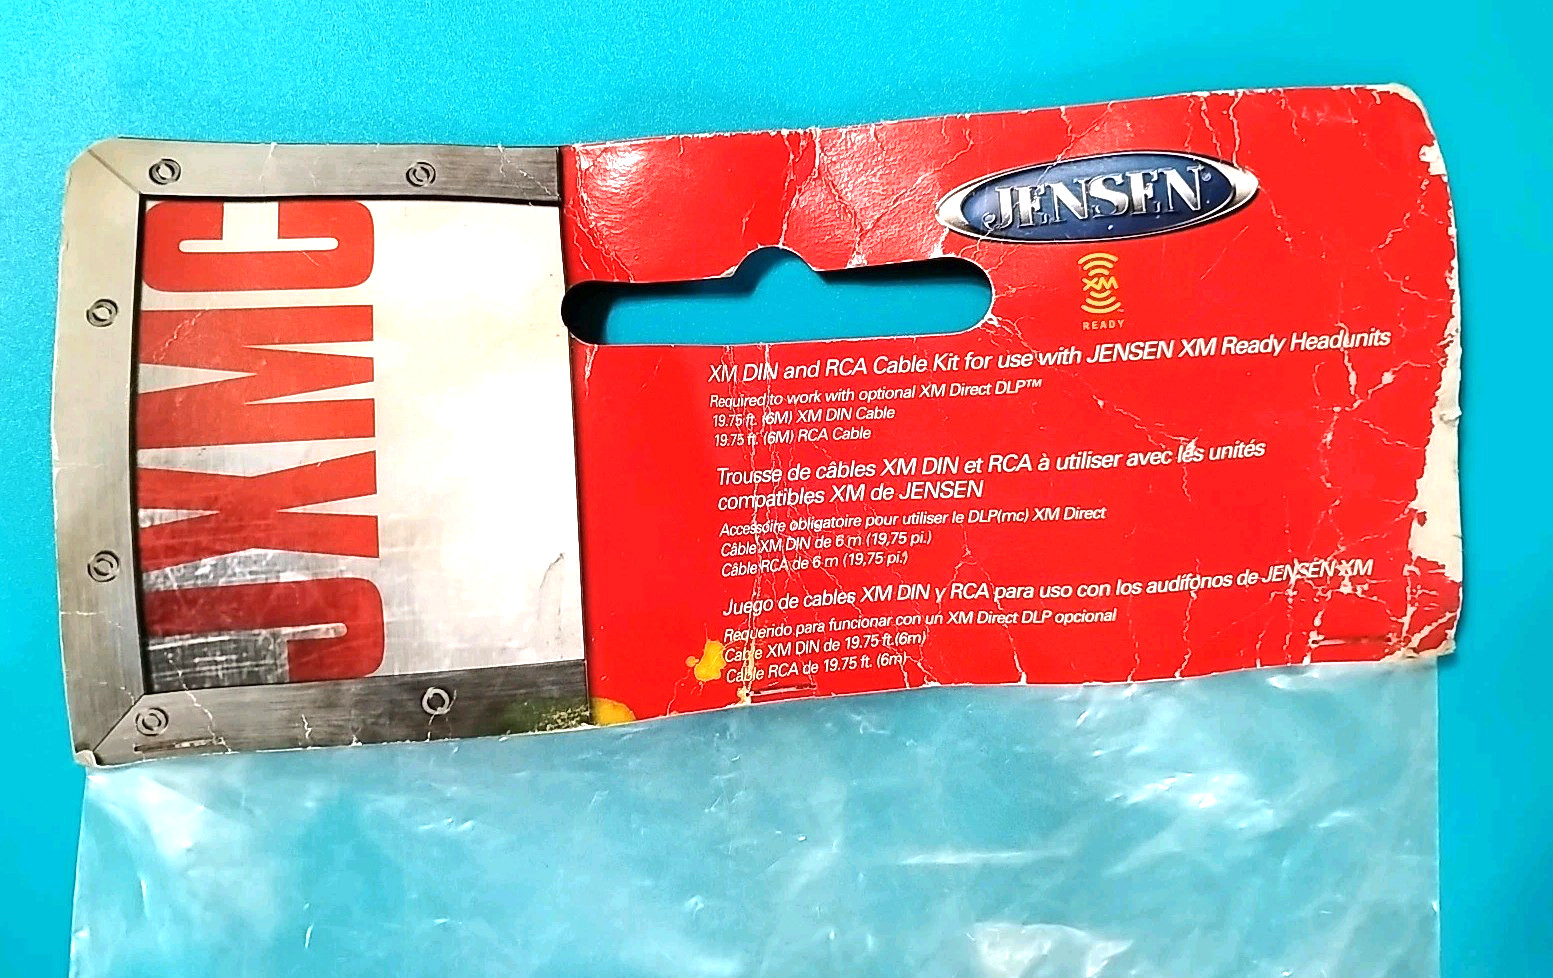 JXMC
JENSEN
XM
READY
XM DIN and RCA Cable Kit for use with JENSEN XM Ready Headunits
Required to work with optional XM Direct DLP™
19.75 ft. (6M) XM DIN Cable
19.75 ft. (6M) RCA Cable
Trousse de câbles XM DIN et RCA à utiliser avec lés unités
compatibles XM de JENSEN
Accessoire obligatoire pour utiliser le DLP(mc) XM Direct
Câble XM DIN de 6 m (19,75 pi.)
Câble RCA de 6 m (19,75 pi.)
Juego de cables XM DIN y RCA para uso con los audífonos de JENSEN XM
Requerido para funcionar con un XM Direct DLP opcional
Cable XM DIN de 19.75 ft.(6m)
Cable RCA de 19.75 ft. (6m)